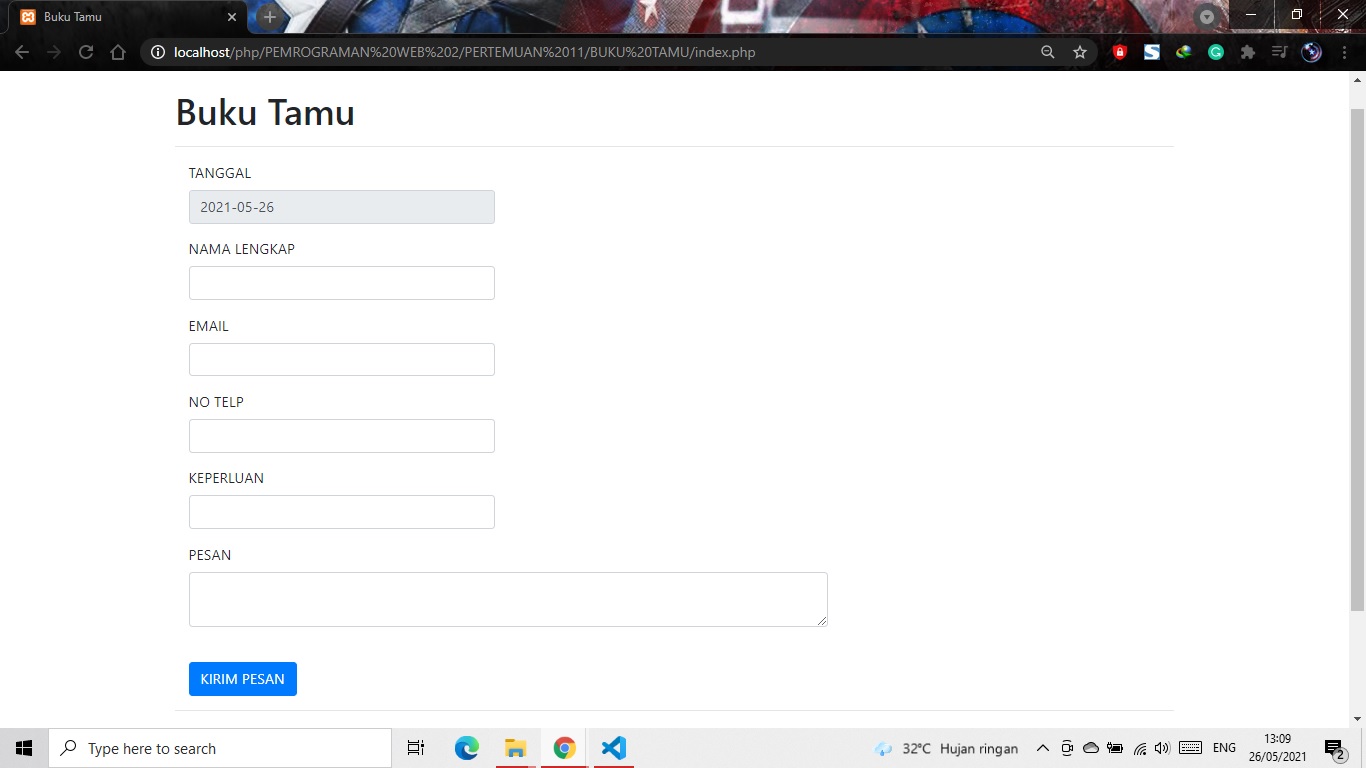 Buku Tamu
localhost/php/PEMROGRAMAN%20WEB%202/PERTEMUAN%2011/BUKU%20TAMU/index.php
Buku Tamu
TANGGAL
2021-05-26
NAMA LENGKAP
EMAIL
NO TELP
KEPERLUAN
PESAN
KIRIM PESAN
Type here to search
32°C Hujan ringan
ENG
13:09
26/05/2021
2